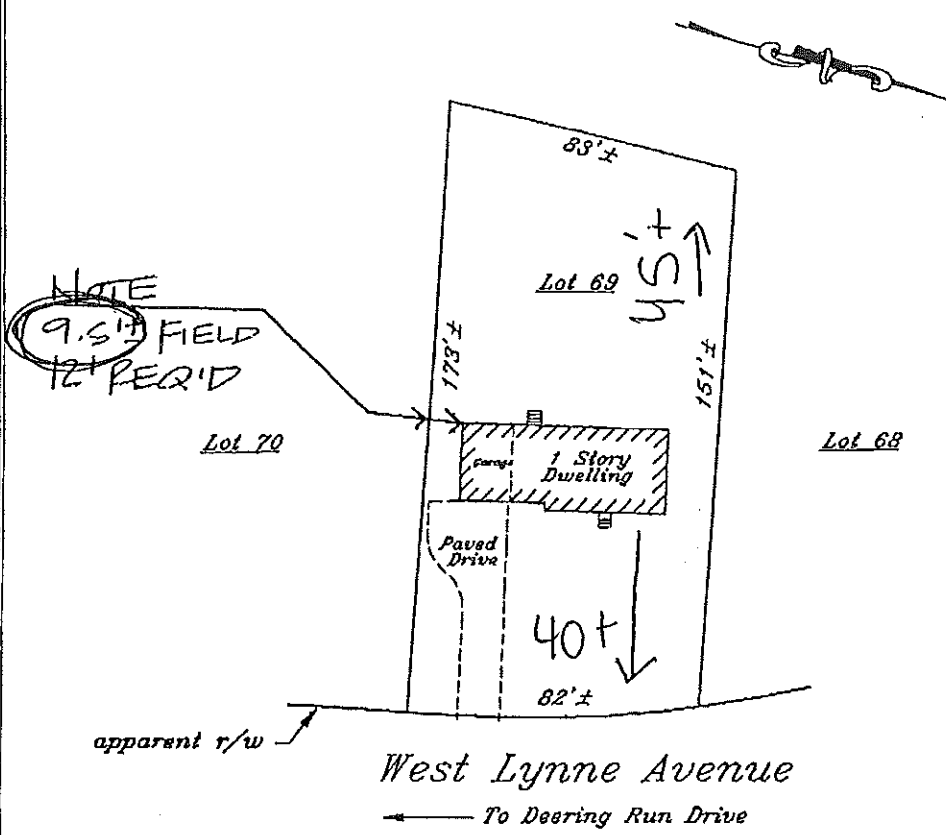 83'±
Lot 69
45'+
NOTE
9.5'± FIELD
12' REQ'D
173'±
151'±
Lot 70
Lot 68
Garage
1 Story
Dwelling
Paved
Drive
40+
82'±
apparent r/w
West Lynne Avenue
To Deering Run Drive